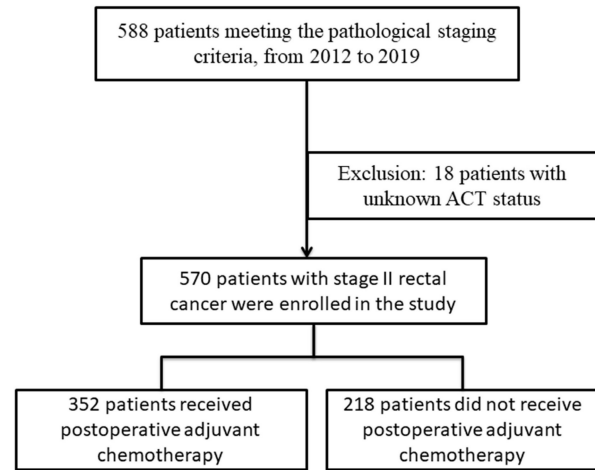 588 patients meeting the pathological staging
criteria, from 2012 to 2019
Exclusion: 18 patients with
unknown ACT status
570 patients with stage II rectal
cancer were enrolled in the study
352 patients received
postoperative adjuvant
chemotherapy
218 patients did not receive
postoperative adjuvant
chemotherapy